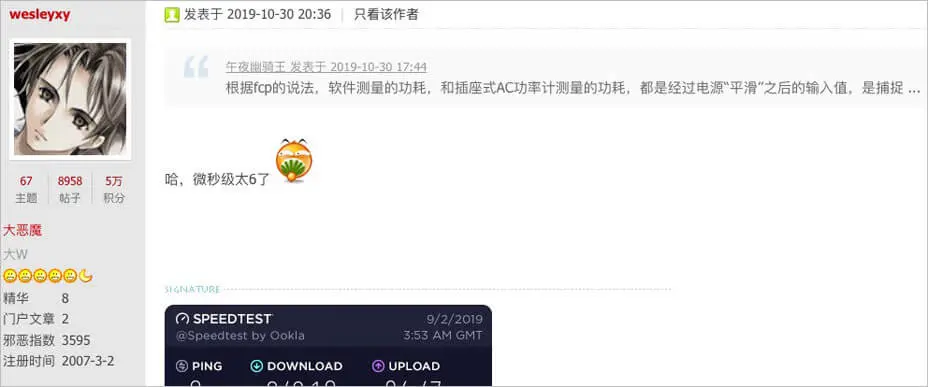 wesleyxy
发表于 2019-10-30 20:36 | 只看该作者
午夜幽骑王 发表于 2019-10-30 17:44
根据fcp的说法，软件测量的功耗，和插座式AC功率计测量的功耗，都是经过电源“平滑”之后的输入值，是捕捉 ...
哈，微秒级太6了
67 8958 5万
主题 帖子 积分
大恶魔
大W
精华 8
门户文章 2
邪恶指数 3595
注册时间 2007-3-2
SIGNATURE
SPEEDTEST 9/2/2019
@Speedtest by Ookla 3:53 AM GMT
PING DOWNLOAD UPLOAD